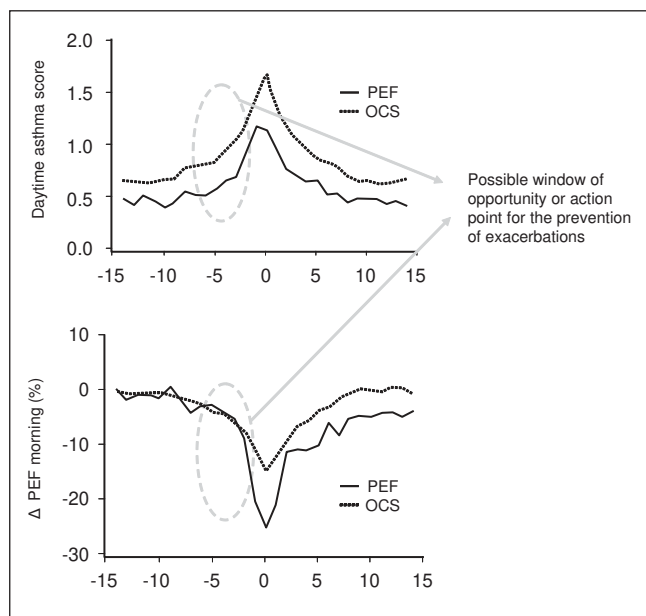 Daytime asthma score
2.0
1.5
1.0
0.5
0.0
-15 -10 -5 0 5 10 15
PEF
OCS
Possible window of
opportunity or action
point for the prevention
of exacerbations
Δ PEF morning (%)
10
0
-10
-20
-30
-15 -10 -5 0 5 10 15
PEF
OCS